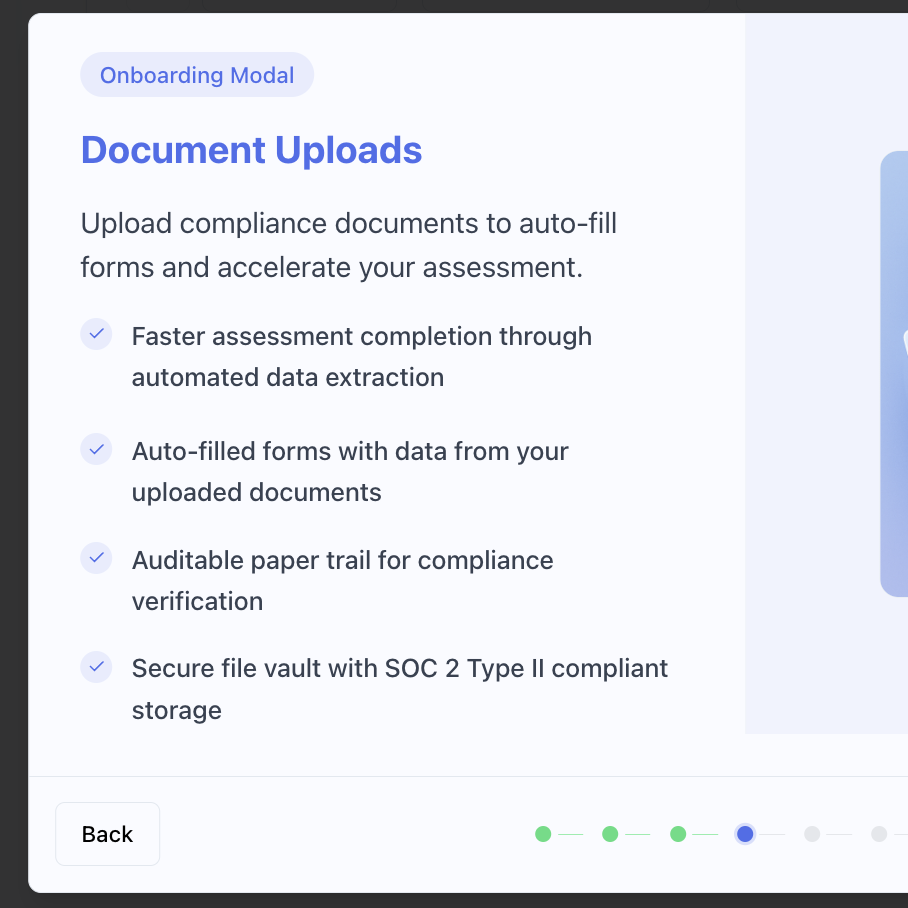 Onboarding Modal
Document Uploads
Upload compliance documents to auto-fill
forms and accelerate your assessment.
Faster assessment completion through
automated data extraction
Auto-filled forms with data from your
uploaded documents
Auditable paper trail for compliance
verification
Secure file vault with SOC 2 Type II compliant
storage
Back